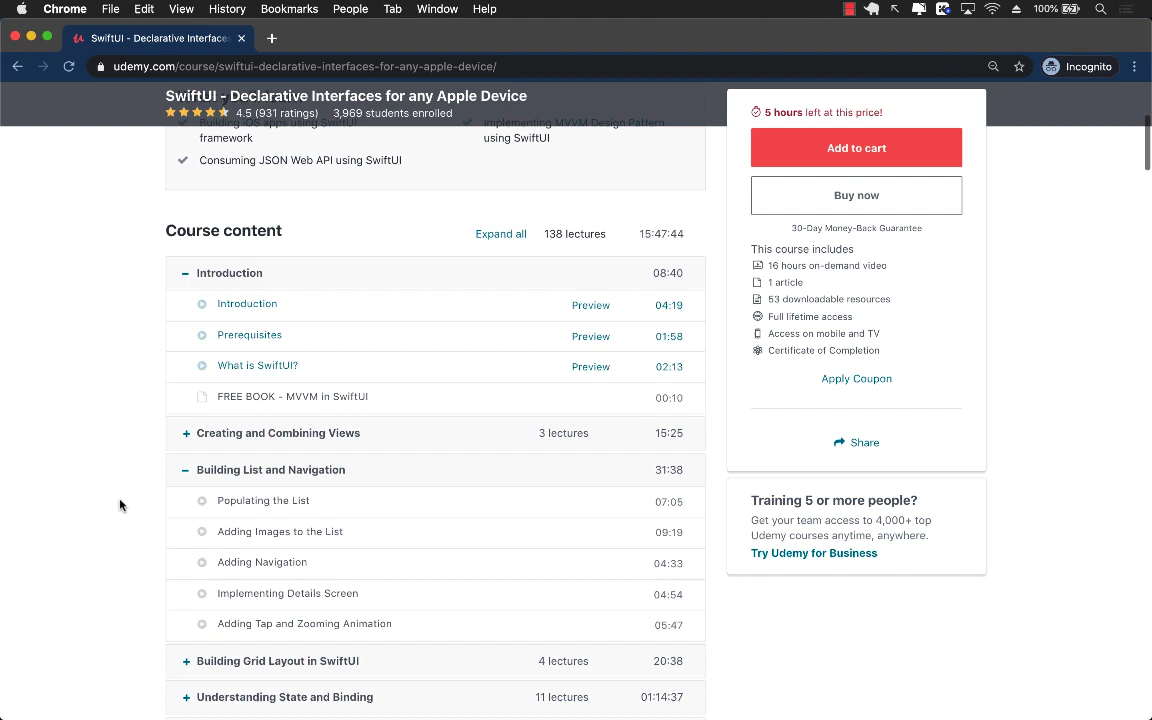 Chrome File Edit View History Bookmarks People Tab Window Help 100%
SwiftUI - Declarative Interfaces
udemy.com/course/swiftui-declarative-interfaces-for-any-apple-device/ Incognito
SwiftUI - Declarative Interfaces for any Apple Device
4.5 (931 ratings) 3,969 students enrolled
Building iOS apps using SwiftUI
framework
Implementing MVVM Design Pattern
using SwiftUI
Consuming JSON Web API using SwiftUI
Course content Expand all 138 lectures 15:47:44
Introduction 08:40
Introduction Preview 04:19
Prerequisites Preview 01:58
What is SwiftUI? Preview 02:13
FREE BOOK - MVVM in SwiftUI 00:10
Creating and Combining Views 3 lectures 15:25
Building List and Navigation 31:38
Populating the List 07:05
Adding Images to the List 09:19
Adding Navigation 04:33
Implementing Details Screen 04:54
Adding Tap and Zooming Animation 05:47
Building Grid Layout in SwiftUI 4 lectures 20:38
Understanding State and Binding 11 lectures 01:14:37
5 hours left at this price!
Add to cart
Buy now
30-Day Money-Back Guarantee
This course includes
16 hours on-demand video
1 article
53 downloadable resources
Full lifetime access
Access on mobile and TV
Certificate of Completion
Apply Coupon
Share
Training 5 or more people?
Get your team access to 4,000+ top
Udemy courses anytime, anywhere.
Try Udemy for Business